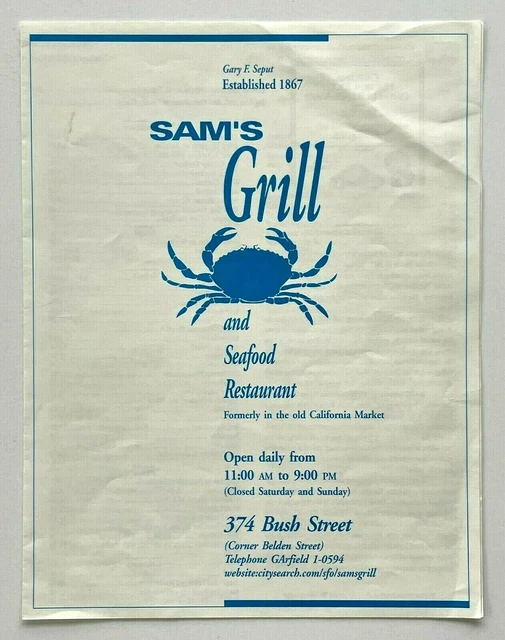 Gary F. Seput
Established 1867
SAM'S
Grill
and
Seafood
Restaurant
Formerly in the old California Market
Open daily from
11:00 AM to 9:00 PM
(Closed Saturday and Sunday)
374 Bush Street
(Corner Belden Street)
Telephone GArfield 1-0594
website:citysearch.com/sfo/samsgrill